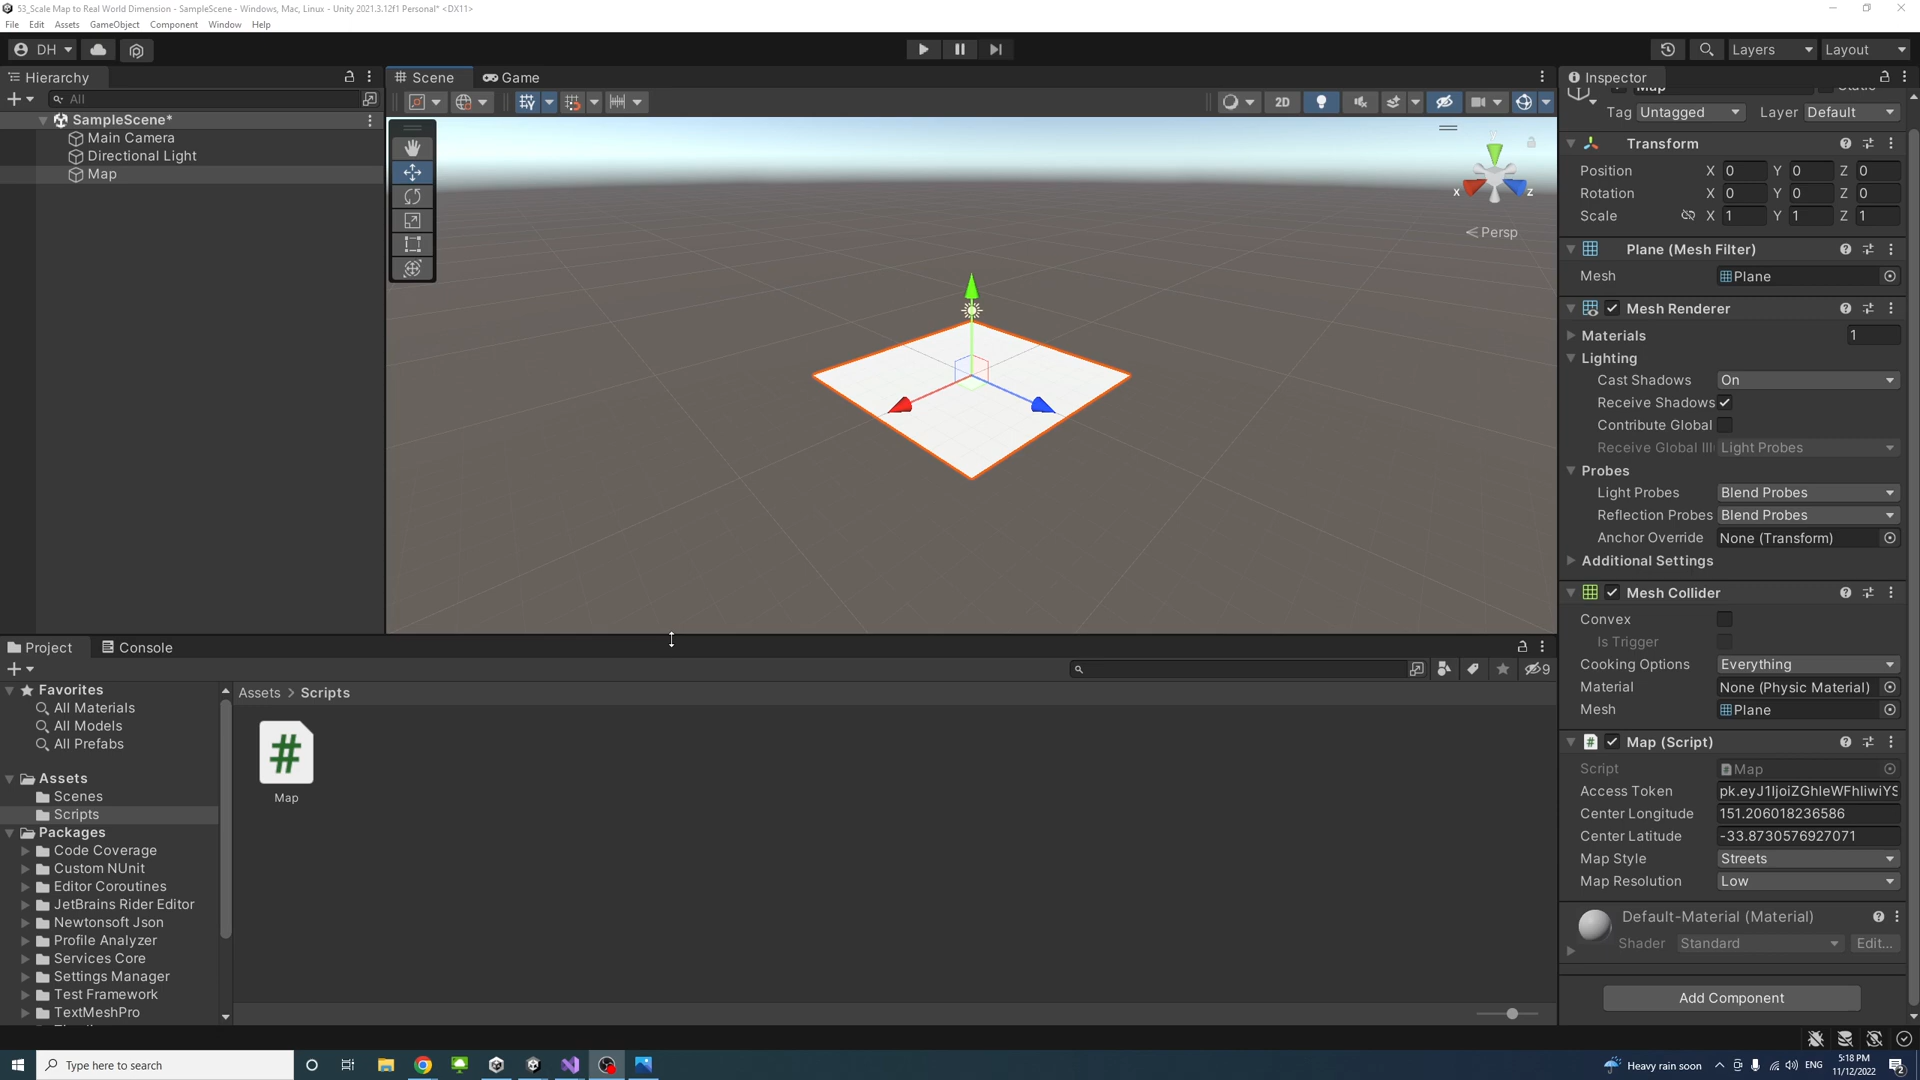 53_Scale Map to Real World Dimension - SampleScene - Windows, Mac, Linux - Unity 2021.3.12f1 Personal* <DX11>
File Edit Assets GameObject Component Window Help
DH Layers Layout
Hierarchy
All
SampleScene*
Main Camera
Directional Light
Map
Scene Game
2D
Y
X Z
Persp
Inspector
Tag Untagged Layer Default
Transform
Position X 0 Y 0 Z 0
Rotation X 0 Y 0 Z 0
Scale X 1 Y 1 Z 1
Plane (Mesh Filter)
Mesh Plane
Mesh Renderer
Materials 1
Lighting
Cast Shadows On
Receive Shadows
Contribute Global
Receive Global Ill Light Probes
Probes
Light Probes Blend Probes
Reflection Probes Blend Probes
Anchor Override None (Transform)
Additional Settings
Mesh Collider
Convex
Is Trigger
Cooking Options Everything
Material None (Physic Material)
Mesh Plane
Map (Script)
Script Map
Access Token pk.eyJ1IjoiZGhleWFhIiwiYS
Center Longitude 151.206018236586
Center Latitude -33.8730576927071
Map Style Streets
Map Resolution Low
Default-Material (Material)
Shader Standard Edit...
Add Component
Project Console
9
Favorites
All Materials
All Models
All Prefabs
Assets
Scenes
Scripts
Packages
Code Coverage
Custom NUnit
Editor Coroutines
JetBrains Rider Editor
Newtonsoft Json
Profile Analyzer
Services Core
Settings Manager
Test Framework
TextMeshPro
Assets > Scripts
#
Map
Type here to search
Heavy rain soon
ENG
5:18 PM
11/12/2022
2